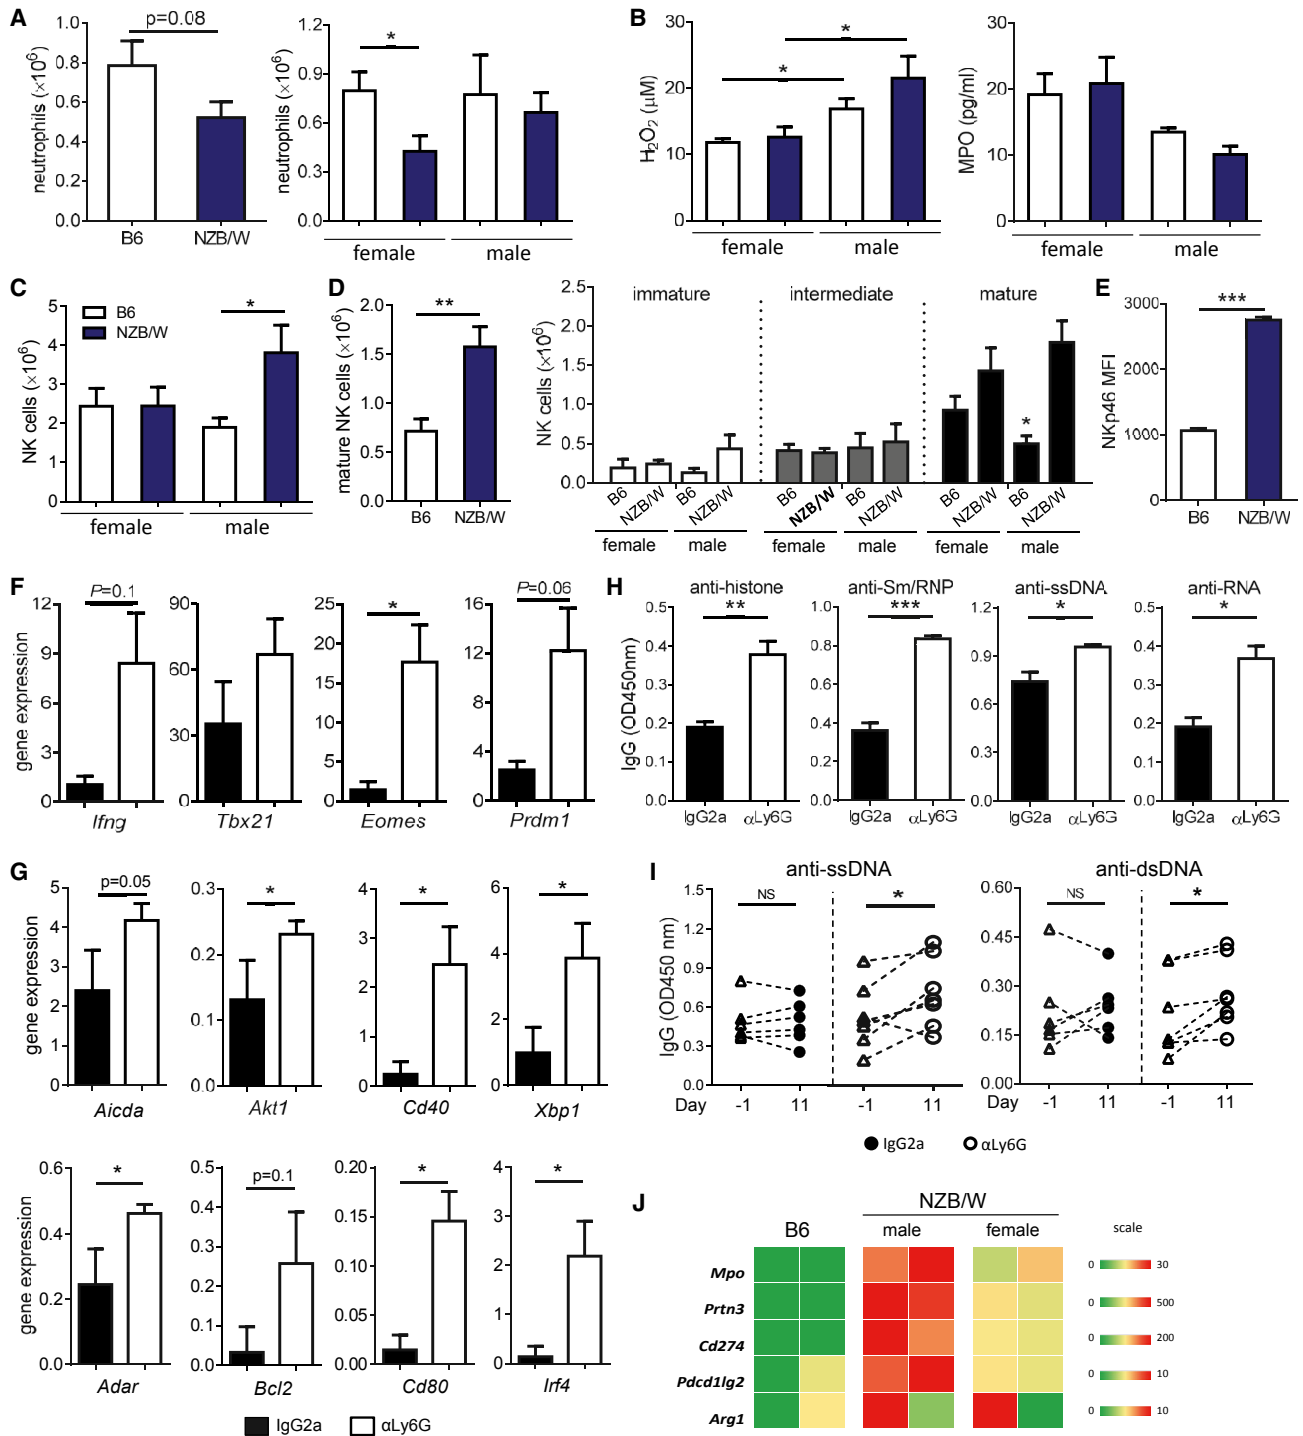 A
p=0.08
neutrophils (×10⁶)
1.0
0.8
0.6
0.4
0.2
0.0
B6
NZB/W
*
neutrophils (×10⁶)
1.2
0.9
0.6
0.3
0.0
female
male
B
*
*
H₂O₂ (μM)
30
20
10
0
female
male
MPO (pg/ml)
30
20
10
0
female
male
C
B6
NZB/W
*
NK cells (×10⁶)
5
4
3
2
1
0
female
male
D
**
mature NK cells (×10⁶)
2.0
1.5
1.0
0.5
0.0
B6
NZB/W
immature
intermediate
mature
NK cells (×10⁶)
2.5
2.0
1.5
1.0
0.5
0.0
*
B6
NZB/W
B6
NZB/W
B6
NZB/W
B6
NZB/W
B6
NZB/W
B6
NZB/W
female
male
female
male
female
male
E
***
NKp46 MFI
3000
2000
1000
0
B6
NZB/W
F
gene expression
P=0.1
12
9
6
3
0
Ifng
90
60
30
0
Tbx21
*
25
20
15
10
5
0
Eomes
P=0.06
16
12
8
4
0
Prdm1
H
IgG (OD450nm)
anti-histone
**
0.5
0.4
0.3
0.2
0.1
0.0
IgG2a
αLy6G
anti-Sm/RNP
***
1.0
0.8
0.6
0.4
0.2
0.0
IgG2a
αLy6G
anti-ssDNA
*
0.9
0.6
0.3
0.0
IgG2a
αLy6G
anti-RNA
*
0.5
0.4
0.3
0.2
0.1
0.0
IgG2a
αLy6G
G
gene expression
p=0.05
5
4
3
2
1
0
Aicda
*
0.3
0.2
0.1
0.0
Akt1
*
4
3
2
1
0
Cd40
*
6
4
2
0
Xbp1
gene expression
*
0.6
0.4
0.2
0.0
Adar
p=0.1
0.5
0.4
0.3
0.2
0.1
0.0
Bcl2
*
0.20
0.15
0.10
0.05
0.00
Cd80
*
4
3
2
1
0
Irf4
IgG2a
αLy6G
I
anti-ssDNA
NS
*
IgG (OD450 nm)
1.5
1.2
0.9
0.6
0.3
0.0
Day
-1
11
-1
11
anti-dsDNA
NS
*
0.60
0.45
0.30
0.15
0.00
-1
11
-1
11
IgG2a
αLy6G
J
NZB/W
B6
male
female
scale
Mpo
0
30
Prtn3
0
500
Cd274
0
200
Pdcd1lg2
0
10
Arg1
0
10